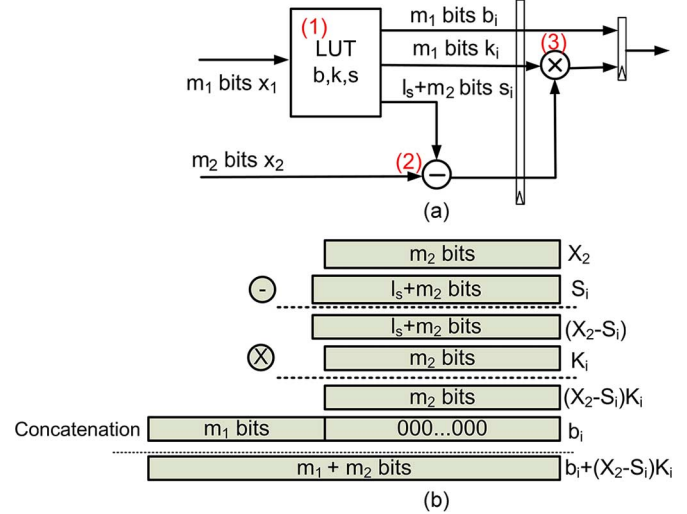 (1)
LUT
b,k,s
m₁ bits bᵢ
m₁ bits kᵢ
(3)
lₛ+m₂ bits sᵢ
m₁ bits x₁
m₂ bits x₂
(2)
(a)
m₂ bits X₂
- lₛ+m₂ bits Sᵢ
lₛ+m₂ bits (X₂-Sᵢ)
X m₂ bits Kᵢ
m₂ bits (X₂-Sᵢ)Kᵢ
Concatenation m₁ bits 000...000 bᵢ
m₁ + m₂ bits bᵢ+(X₂-Sᵢ)Kᵢ
(b)